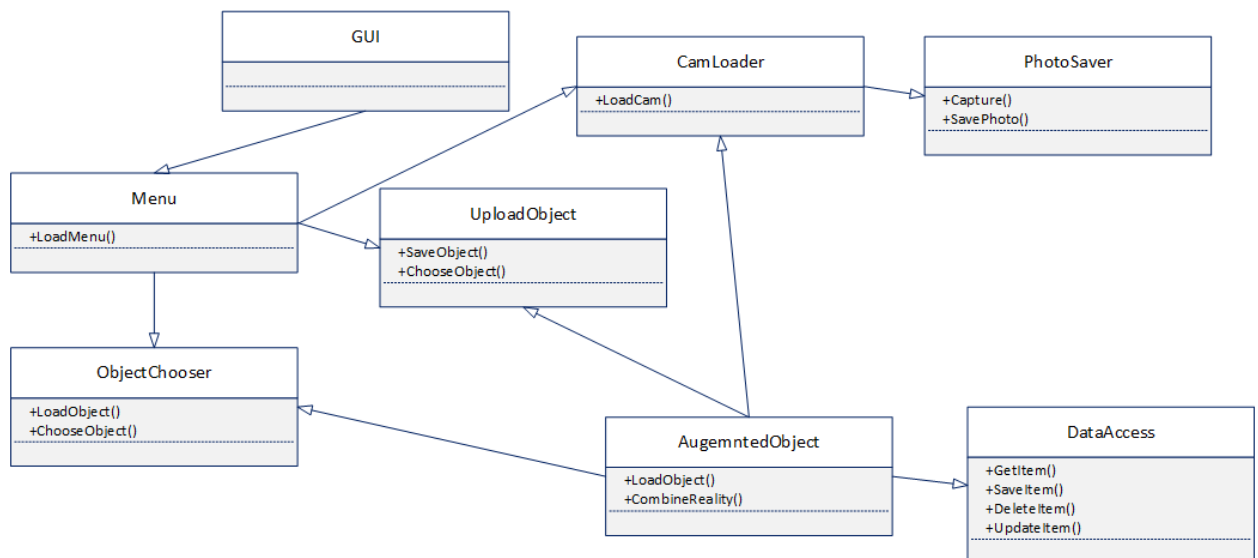 GUI
CamLoader
+LoadCam()
PhotoSaver
+Capture()
+SavePhoto()
Menu
+LoadMenu()
UploadObject
+SaveObject()
+ChooseObject()
ObjectChooser
+LoadObject()
+ChooseObject()
AugemntedObject
+LoadObject()
+CombineReality()
DataAccess
+GetItem()
+SaveItem()
+DeleteItem()
+UpdateItem()